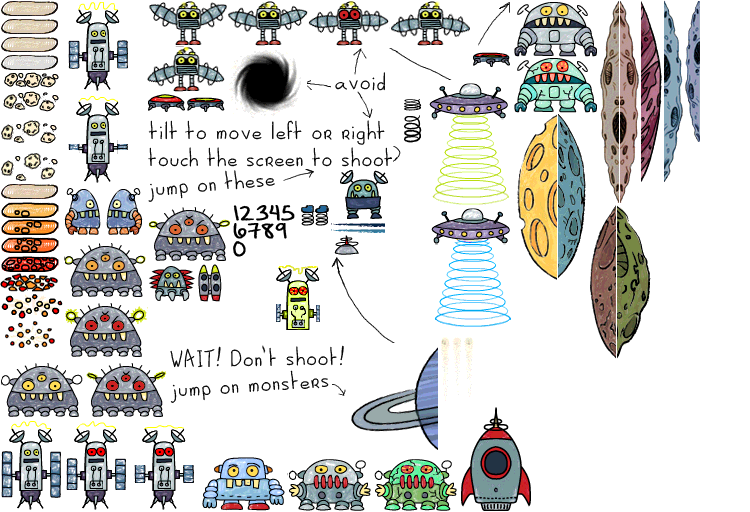 avoid
tilt to move left or right
touch the screen to shoot
jump on these
12345
6789
0
WAIT! Don't shoot!
jump on monsters